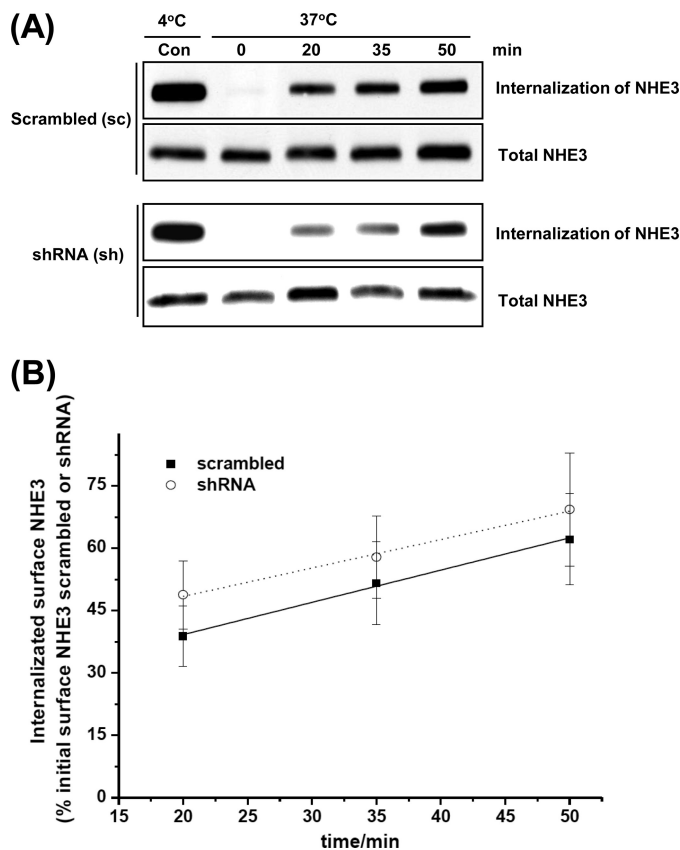 (A)
4°C 37°C
Con 0 20 35 50 min
Scrambled (sc)
Internalization of NHE3
Total NHE3
shRNA (sh)
Internalization of NHE3
Total NHE3
(B)
Internalizated surface NHE3
(% initial surface NHE3 scrambled or shRNA)
scrambled
shRNA
75
60
45
30
15
0
15 20 25 30 35 40 45 50
time/min